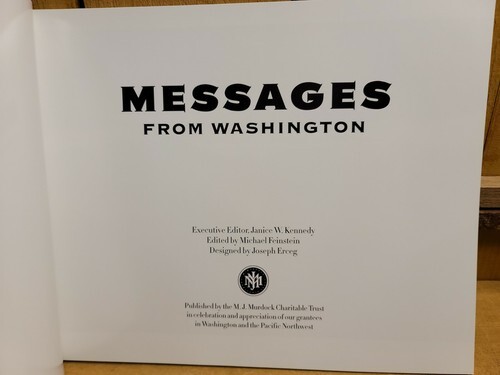 MESSAGES
FROM WASHINGTON
Executive Editor, Janice W. Kennedy
Edited by Michael Feinstein
Designed by Joseph Erceg
Published by the M. J. Murdock Charitable Trust
in celebration and appreciation of our grantees
in Washington and the Pacific Northwest